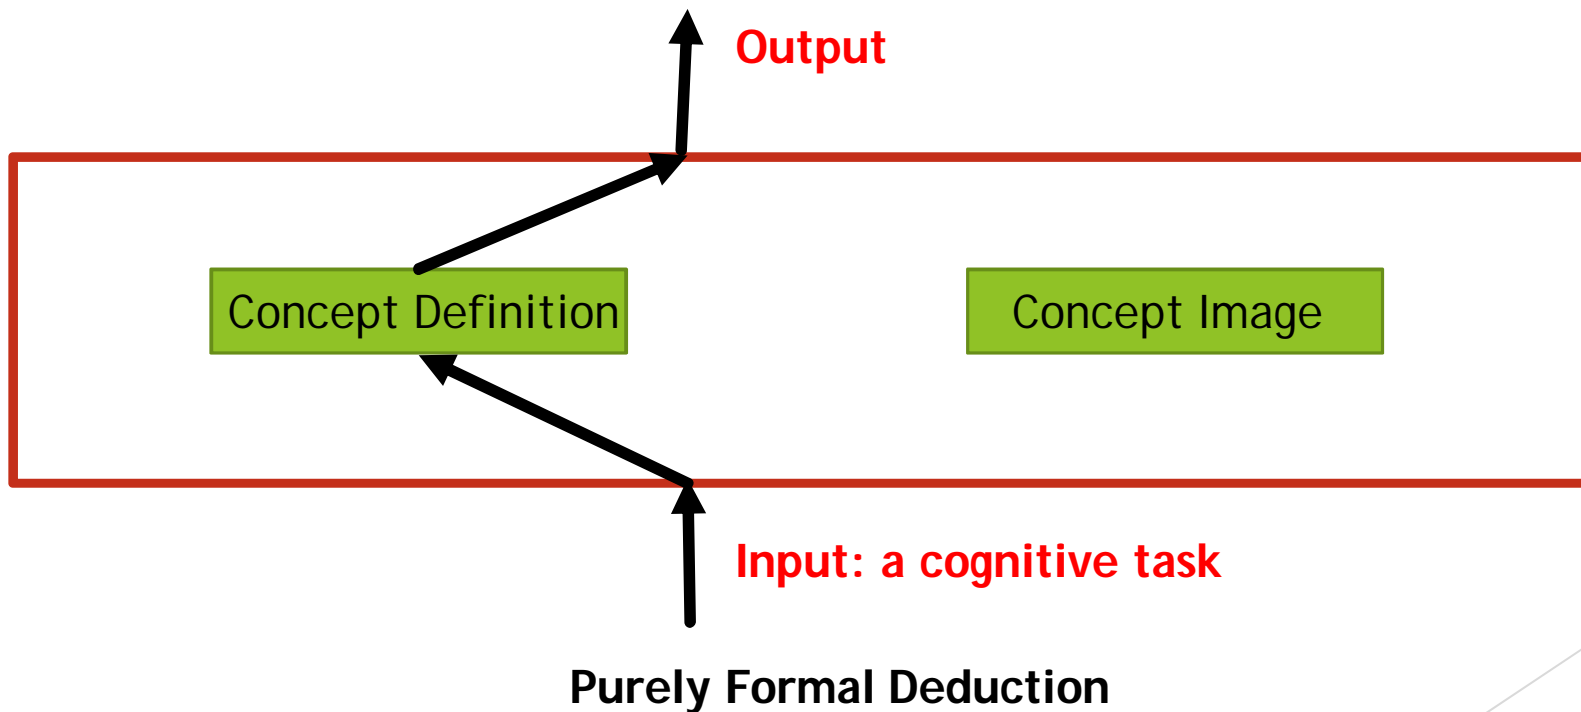 Output
Concept Definition
Concept Image
Input: a cognitive task
Purely Formal Deduction